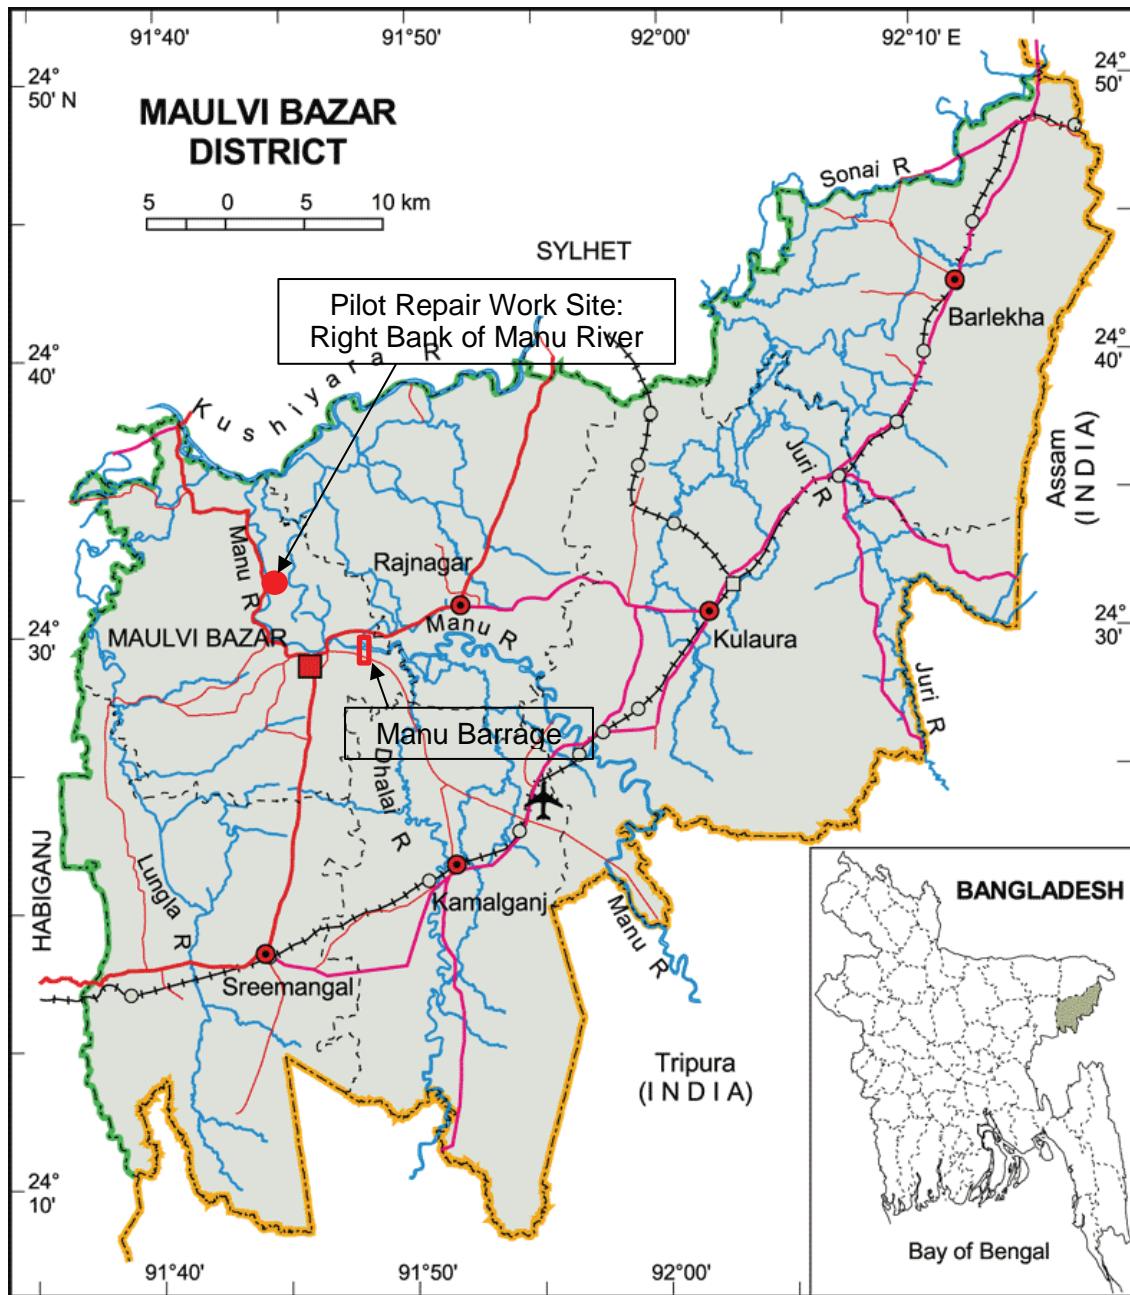 91°40'
91°50'
92°00'
92°10' E
24°
50' N
24°
50'
MAULVI BAZAR
DISTRICT
5 0 5 10 km
Sonai R
SYLHET
Pilot Repair Work Site:
Right Bank of Manu River
Barlekha
24°
40'
24°
40'
Kushiyara R
Assam
(INDIA)
Juri R
Manu R
Rajnagar
MAULVI BAZAR
Manu R
Kulaura
24°
30'
24°
30'
Juri R
Manu Barrage
Dhalai R
Lungla R
HABIGANJ
Kamalganj
Manu R
Sreemangal
Tripura
(INDIA)
BANGLADESH
Bay of Bengal
24°
10'
91°40'
91°50'
92°00'